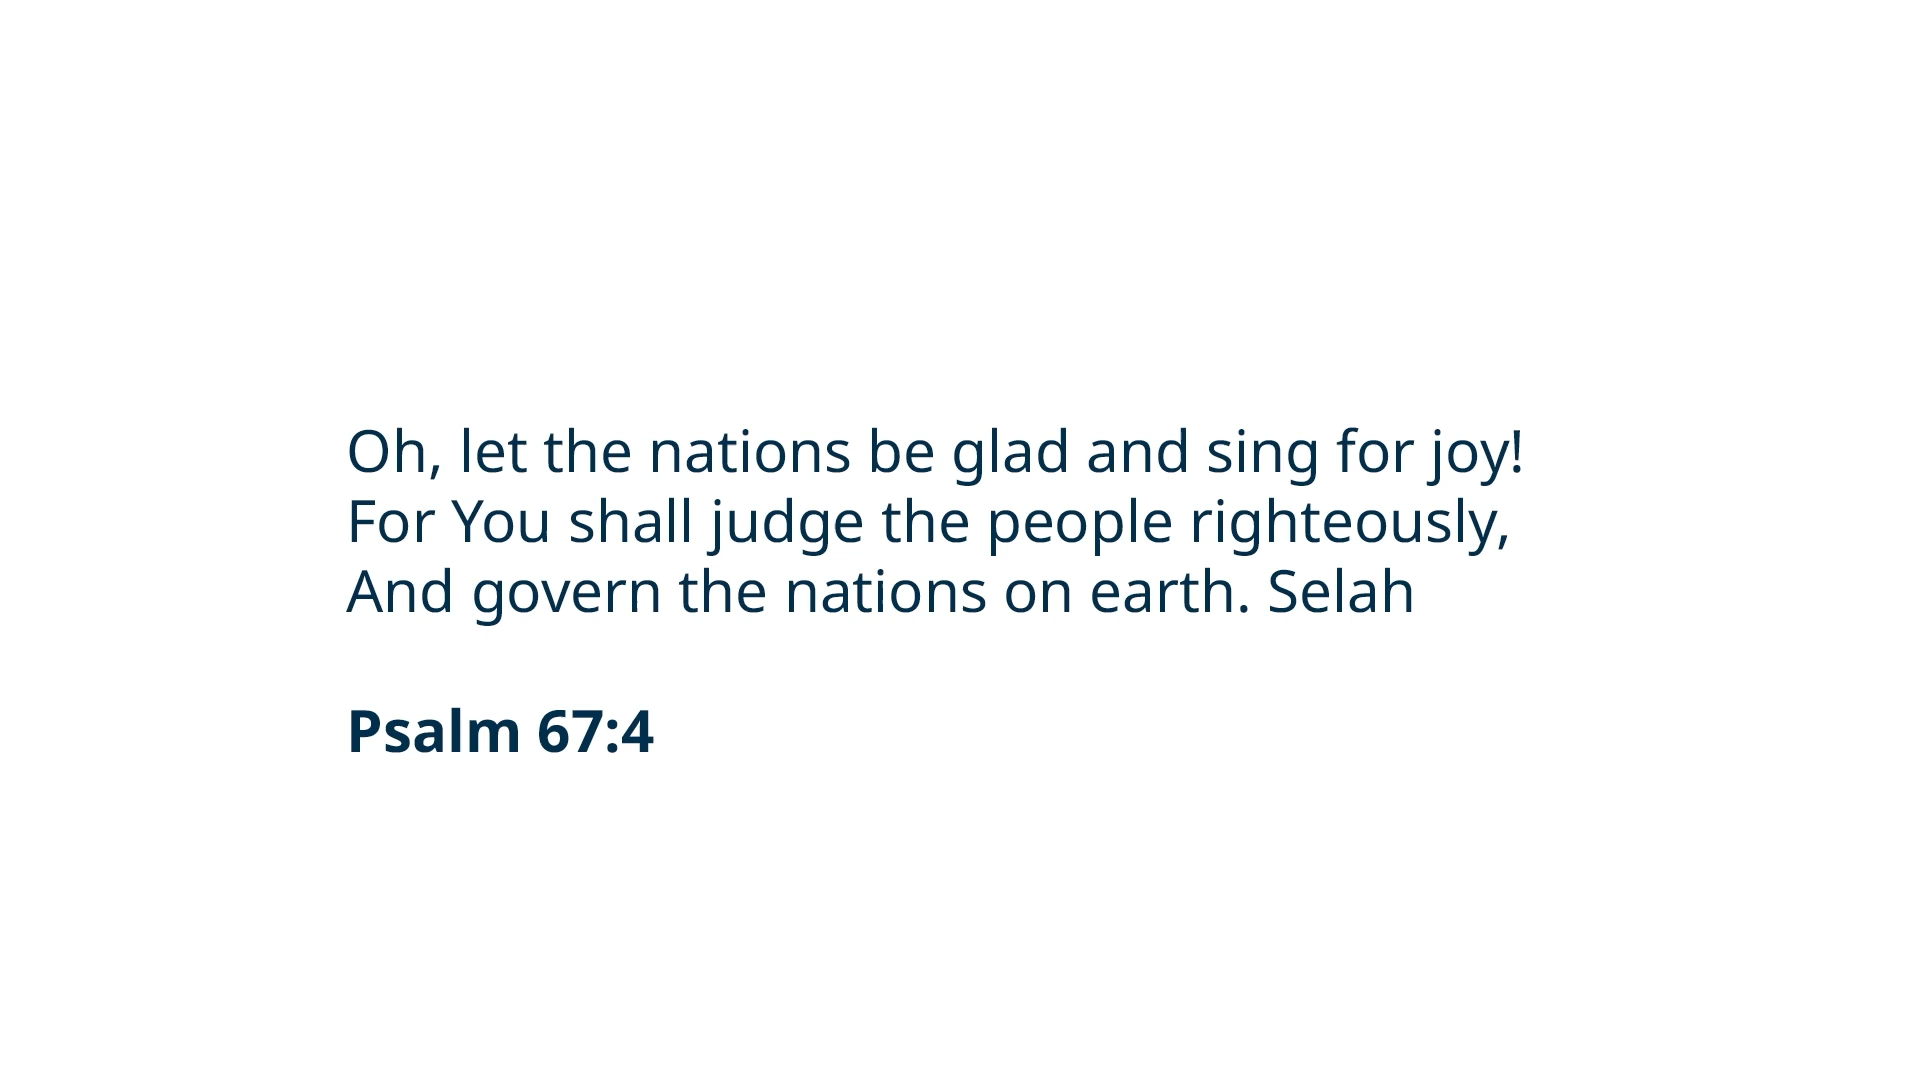 Oh, let the nations be glad and sing for joy!
For You shall judge the people righteously,
And govern the nations on earth. Selah
Psalm 67:4